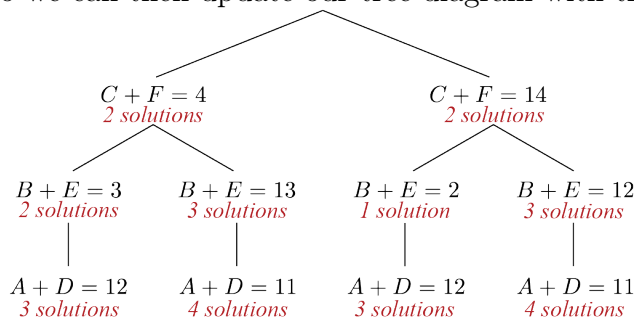 we can then update our tree diagram with
C + F = 4 C + F = 14
2 solutions 2 solutions
B + E = 3 B + E = 13 B + E = 2 B + E = 12
2 solutions 3 solutions 1 solution 3 solutions
A + D = 12 A + D = 11 A + D = 12 A + D = 11
3 solutions 4 solutions 3 solutions 4 solutions